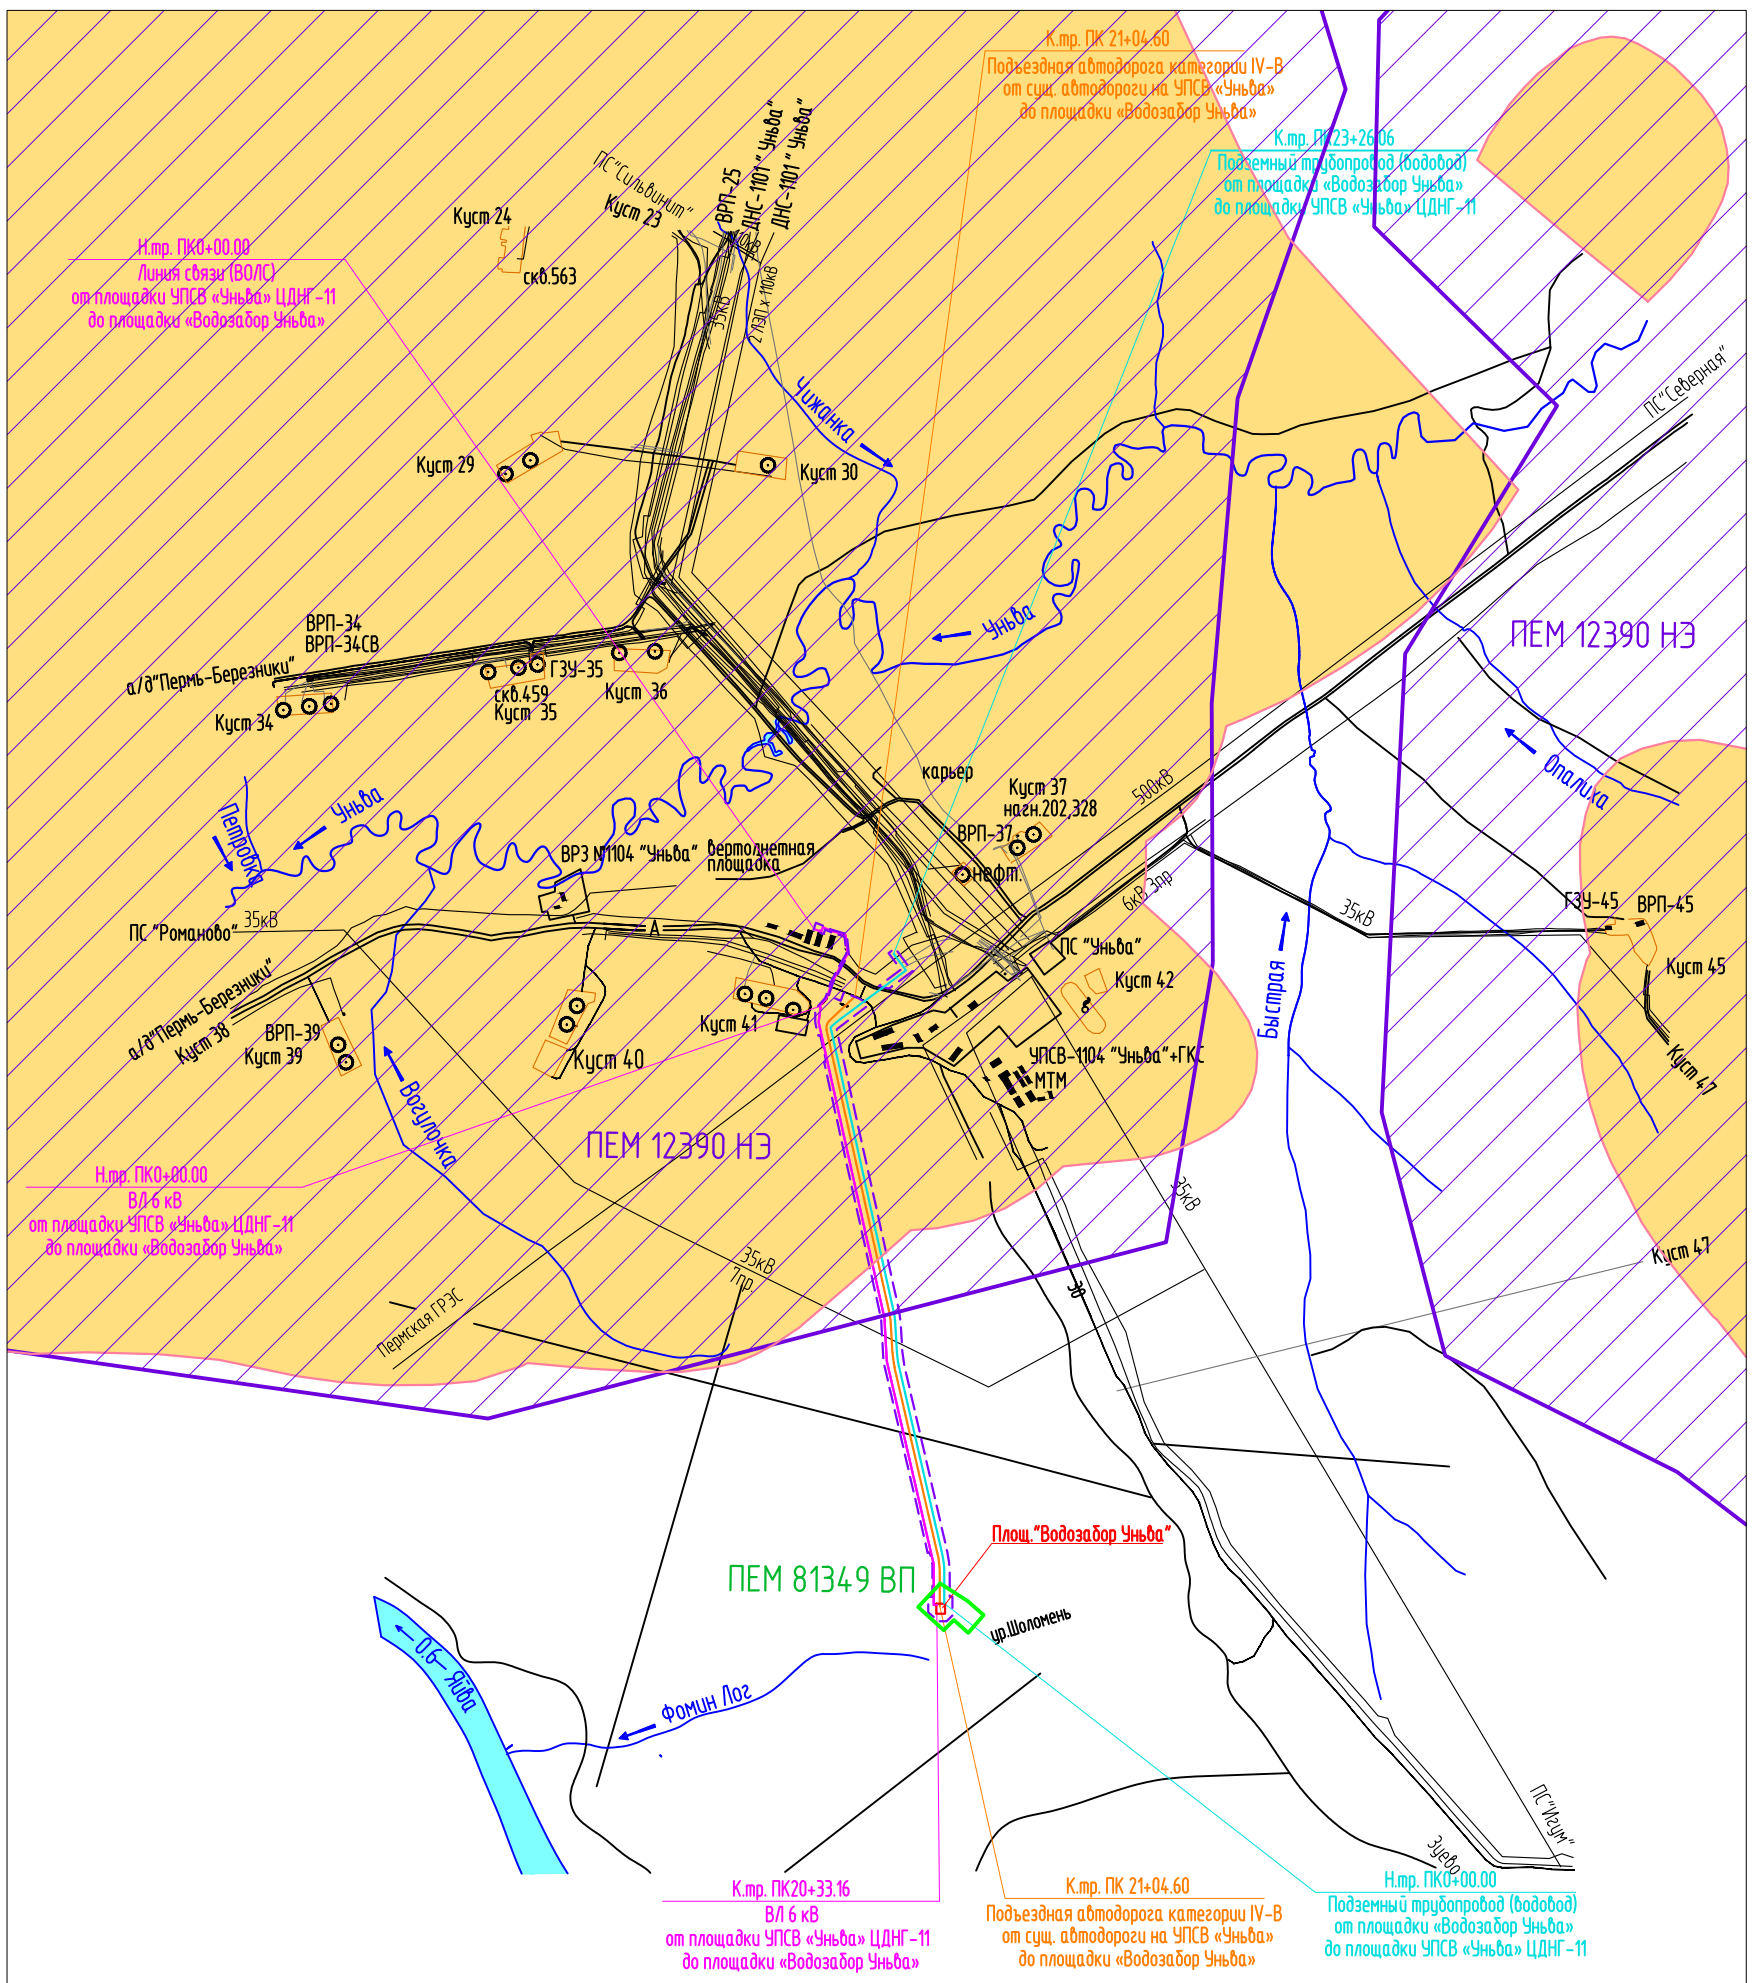 К.тр. ПК 21+04.60
Подъездная автодорога категории IV-В
от сущ. автодороги на УПСВ «Уньва»
до площадки «Водозабор Уньва»
К.тр. ПК23+26.06
Подземный трубопровод (водовод)
от площадки «Водозабор Уньва»
до площадки УПСВ «Уньва» ЦДНГ-11
ПС"Сильвинит"
Куст 23
ВРП-25
ДНС-1101 "Уньва"
ДНС-1101 "Уньва"
Куст 24
скв.563
Н.тр. ПК0+00.00
Линия связи (ВОЛС)
от площадки УПСВ «Уньва» ЦДНГ-11
до площадки «Водозабор Уньва»
35кВ
2 ЛЭП х 110кВ
Чижанка
ПС"Северная"
Куст 29
Куст 30
Уньва
ПЕМ 12390 НЭ
ВРП-34
ВРП-34СВ
а/д"Пермь-Березники"
ГЗУ-35
скв.459
Куст 35
Куст 36
Куст 34
Опалиха
карьер
Куст 37
нагн.202,328
ВРП-37
500кВ
Уньва
Петровка
ВРЗ №1104 "Уньва"
вертолетная
площадка
нефт.
6кВ 3пр
35кВ
ГЗУ-45
ВРП-45
ПС "Романово"
35кВ
А
ПС "Уньва"
Куст 42
Куст 45
Быстрая
а/д"Пермь-Березники"
Куст 38
ВРП-39
Куст 39
Куст 41
Куст 40
УПСВ-1104 "Уньва"+ГКС
МТМ
Куст 47
Вогулочка
ПЕМ 12390 НЭ
Н.тр. ПК0+00.00
ВЛ 6 кВ
от площадки УПСВ «Уньва» ЦДНГ-11
до площадки «Водозабор Уньва»
35кВ
Куст 47
35кВ
7пр.
30
Пермская ГРЭС
Площ."Водозабор Уньва"
ПЕМ 81349 ВП
ур.Шоломень
0.6
Яйва
Фомин Лог
ПС"Игум"
Зуево
К.тр. ПК20+33.16
ВЛ 6 кВ
от площадки УПСВ «Уньва» ЦДНГ-11
до площадки «Водозабор Уньва»
К.тр. ПК 21+04.60
Подъездная автодорога категории IV-В
от сущ. автодороги на УПСВ «Уньва»
до площадки «Водозабор Уньва»
Н.тр. ПК0+00.00
Подземный трубопровод (водовод)
от площадки «Водозабор Уньва»
до площадки УПСВ «Уньва» ЦДНГ-11